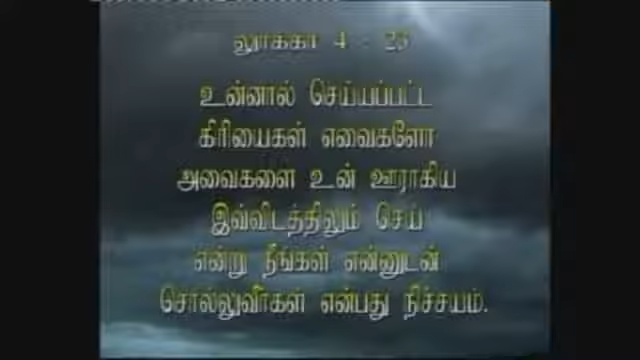 லூக்கா 4 : 23
உன்னால் செய்யப்பட்ட
கிரியைகள் எவைகளோ
அவைகளை உன் ஊராகிய
இவ்விடத்திலும் செய்
என்று நீங்கள் என்னுடன்
சொல்லுவீர்கள் என்பது நிச்சயம்.